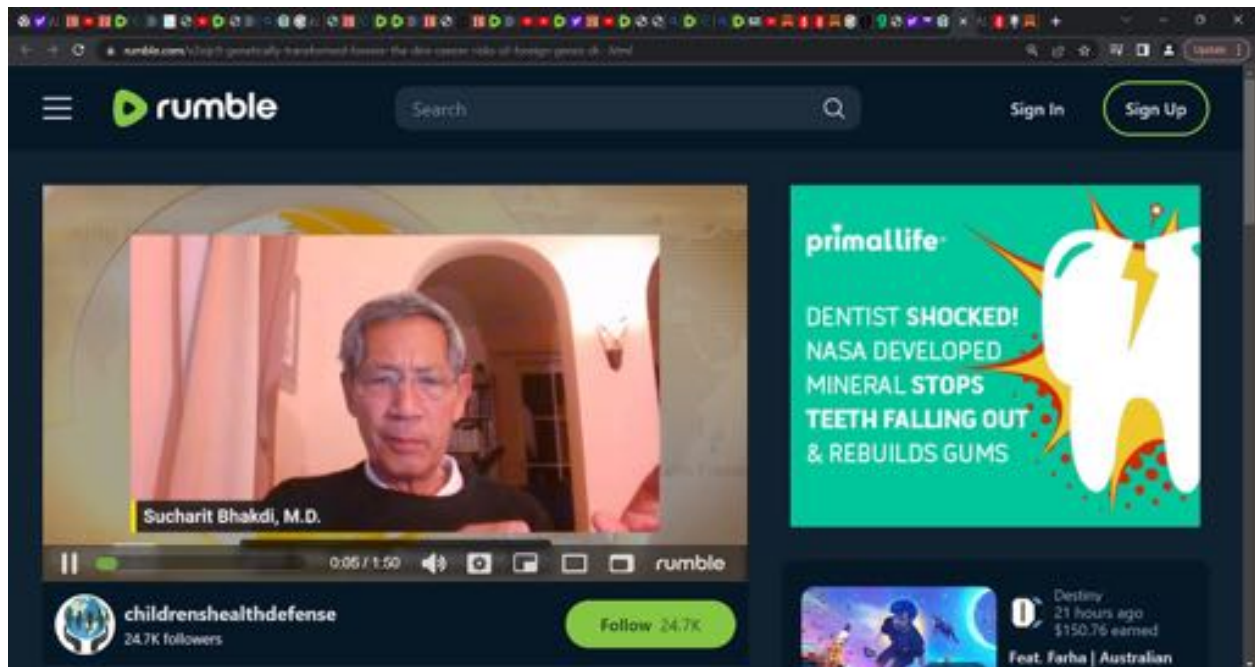 Update
rumble
Search
Sign In
Sign Up
primallife
DENTIST SHOCKED!
NASA DEVELOPED
MINERAL STOPS
TEETH FALLING OUT
& REBUILDS GUMS
Sucharit Bhakdi, M.D.
0:05 / 1:50
rumble
childrenshealthdefense
24.7K followers
Follow 24.7K
Destiny
21 hours ago
$150.76 earned
Feat. Farha | Australian